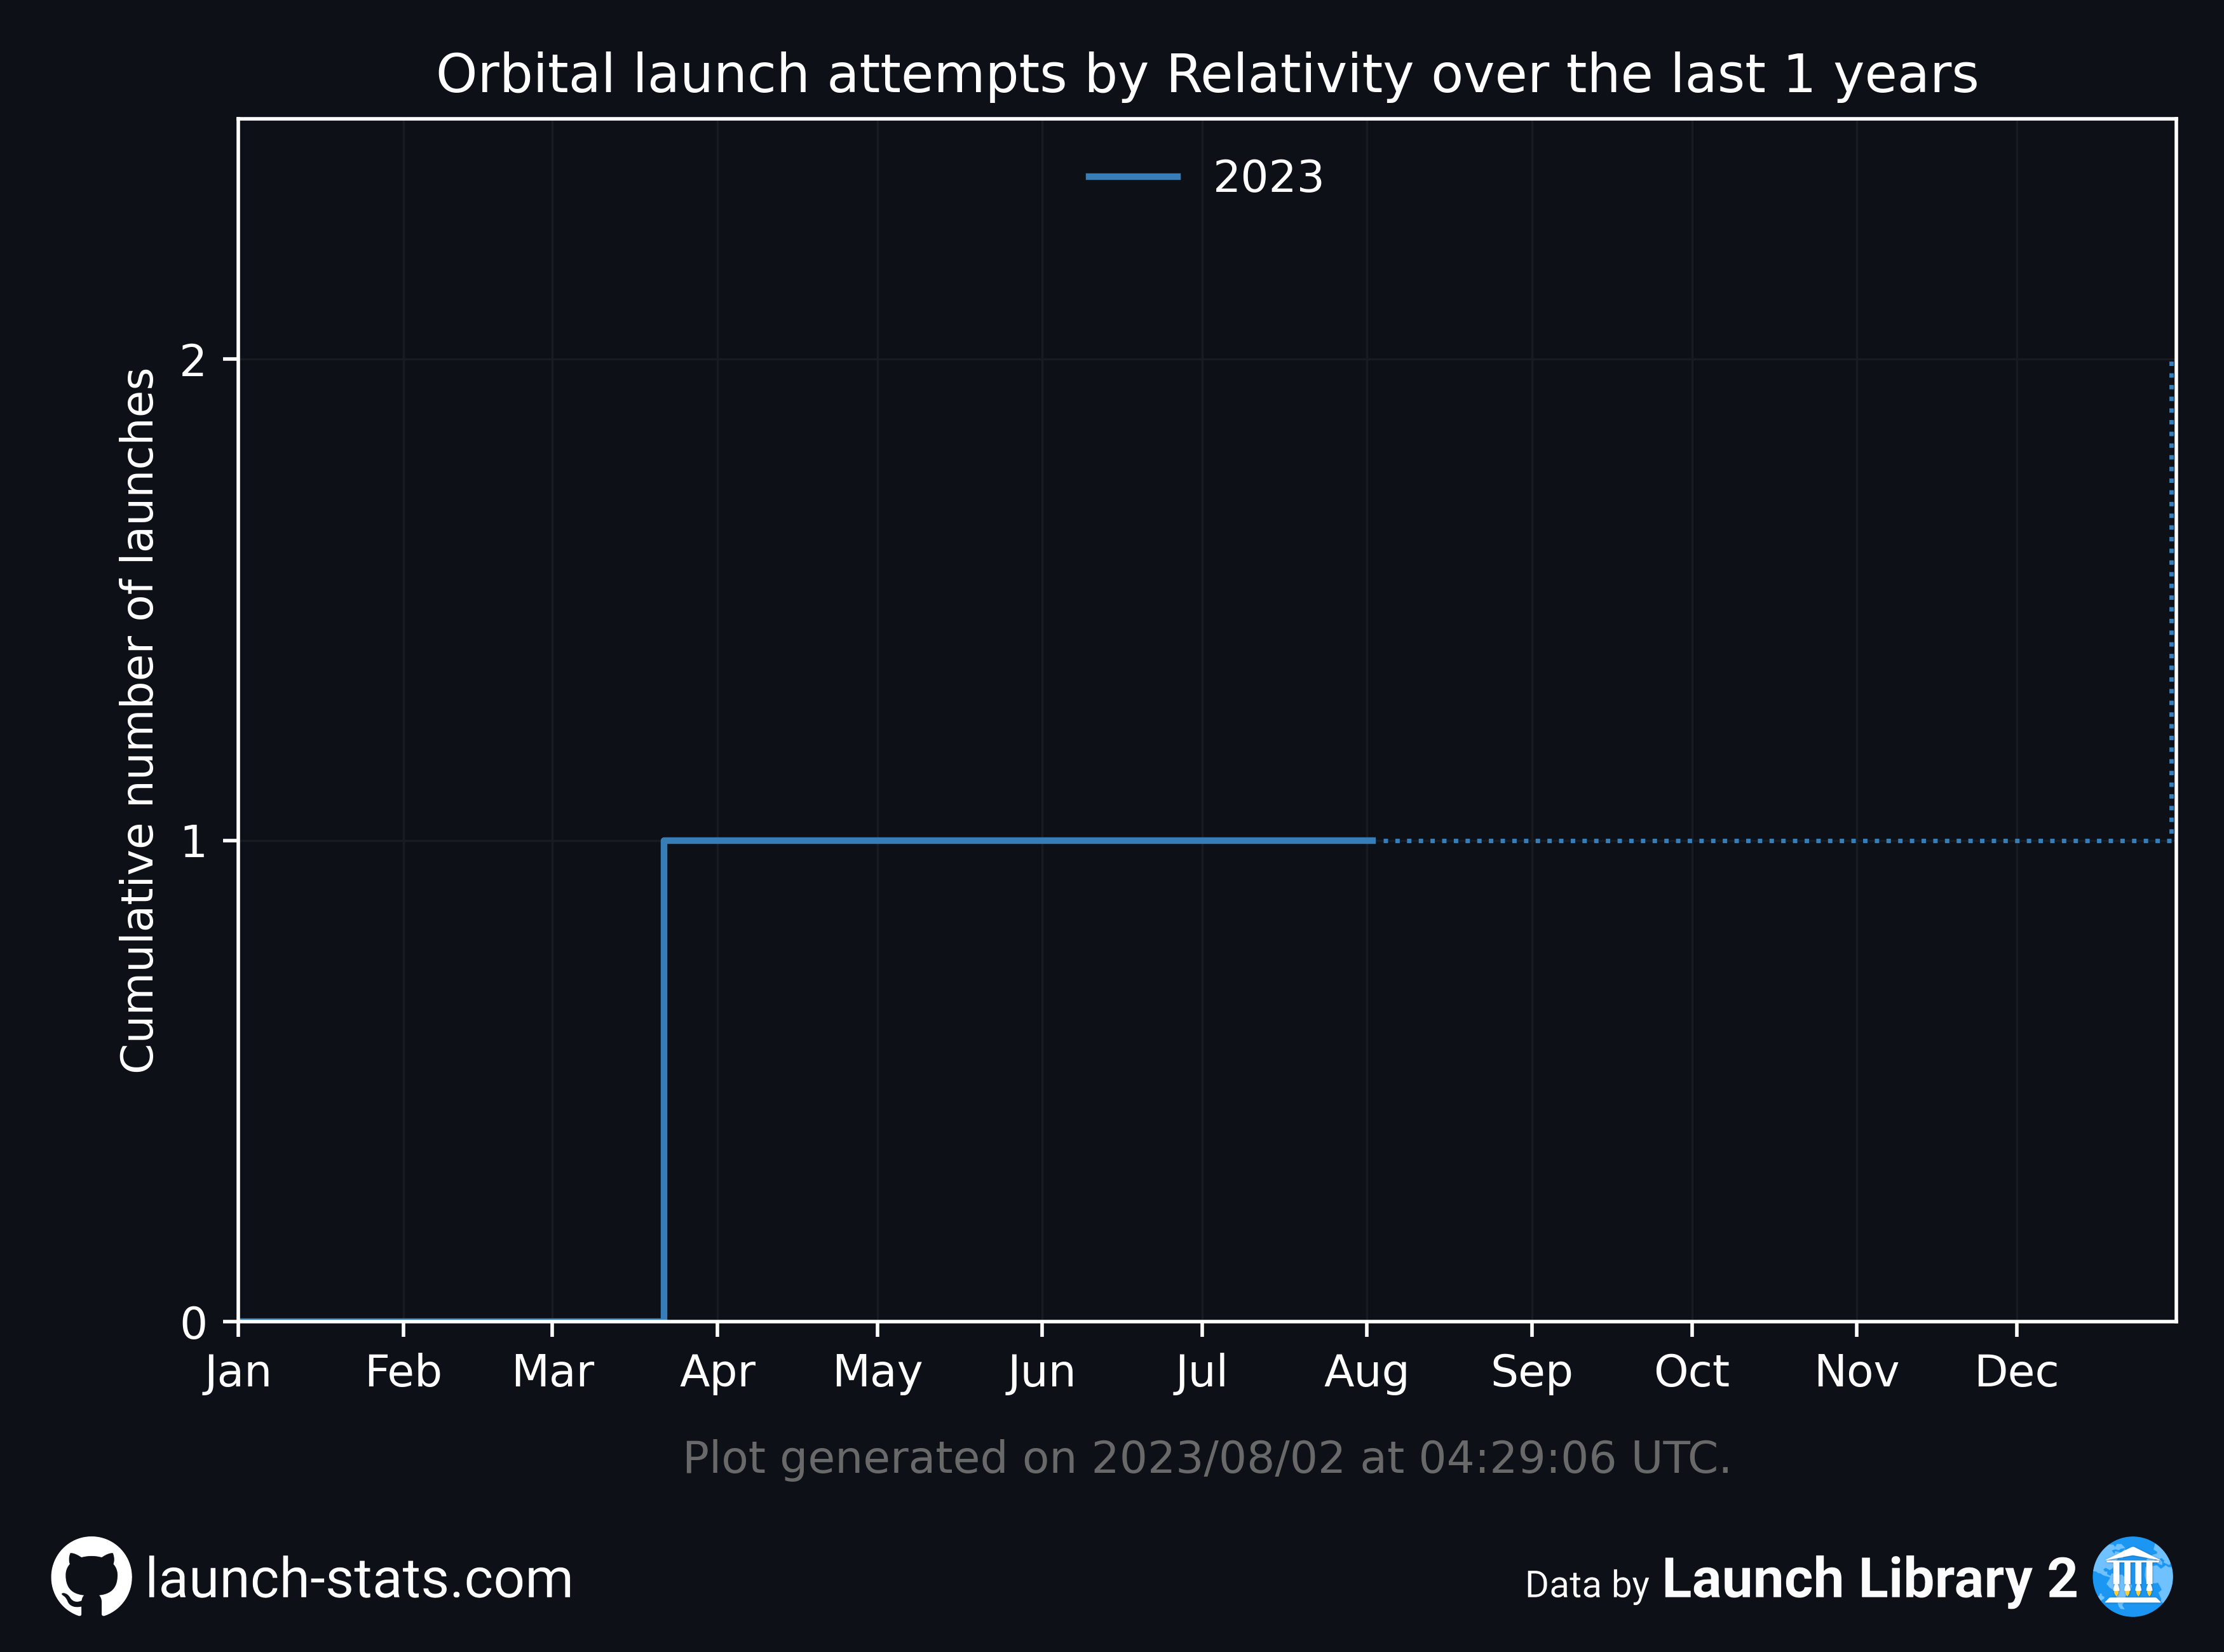 Orbital launch attempts by Relativity over the last 1 years
2023
Cumulative number of launches
2
1
0
Jan Feb Mar Apr May Jun Jul Aug Sep Oct Nov Dec
Plot generated on 2023/08/02 at 04:29:06 UTC.
launch-stats.com
Data by Launch Library 2